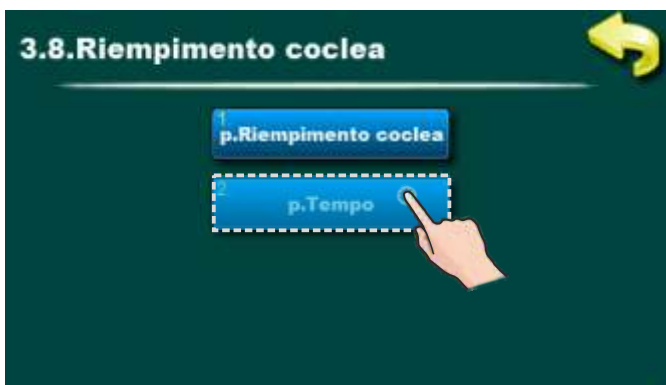 3.8.Riempimento coclea
1
p.Riempimento coclea
2
p.Tempo